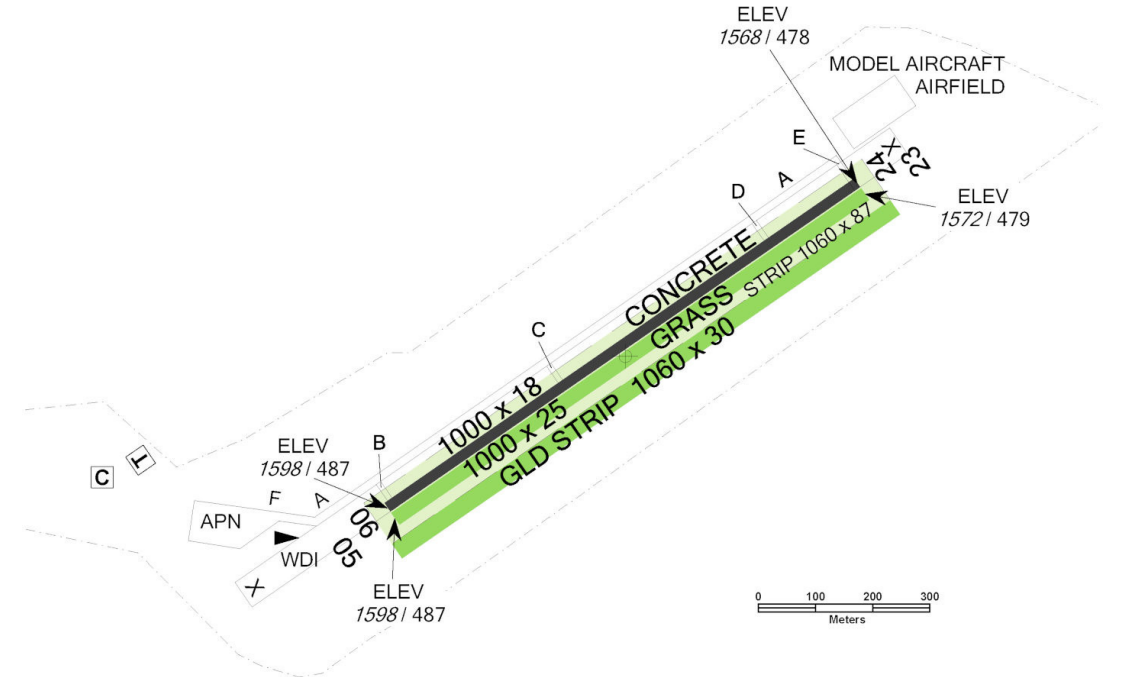 ELEV
1568 / 478
MODEL AIRCRAFT
AIRFIELD
E
A
D
24 X
23
ELEV
1572 / 479
CONCRETE
GRASS
STRIP 1060 x 87
C
1000 x 18
1000 x 25
GLD STRIP 1060 x 30
ELEV
1598 / 487
B
T
C
F
A
APN
WDI
06
05
X
ELEV
1598 / 487
0 100 200 300
Meters